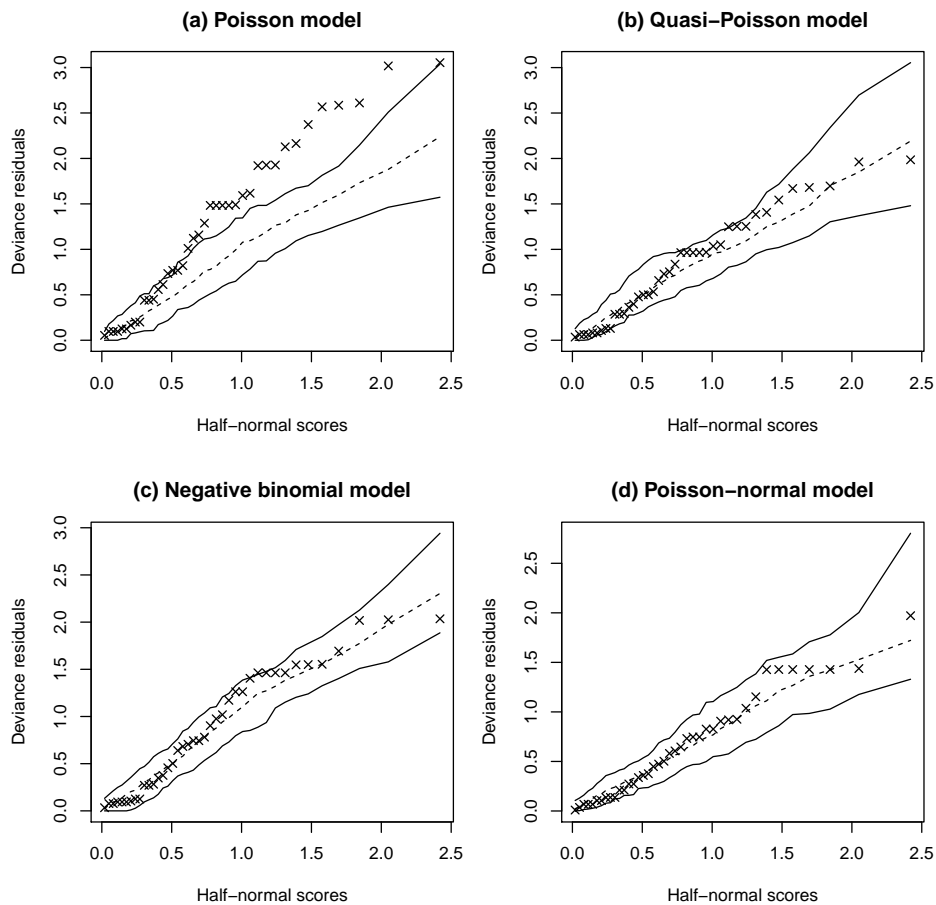 (a) Poisson model
(b) Quasi−Poisson model
3.0
2.5
2.0
1.5
1.0
0.5
0.0
Deviance residuals
0.0 0.5 1.0 1.5 2.0 2.5
Half−normal scores
3.0
2.5
2.0
1.5
1.0
0.5
0.0
Deviance residuals
0.0 0.5 1.0 1.5 2.0 2.5
Half−normal scores
(c) Negative binomial model
(d) Poisson−normal model
3.0
2.5
2.0
1.5
1.0
0.5
0.0
Deviance residuals
0.0 0.5 1.0 1.5 2.0 2.5
Half−normal scores
2.5
2.0
1.5
1.0
0.5
0.0
Deviance residuals
0.0 0.5 1.0 1.5 2.0 2.5
Half−normal scores